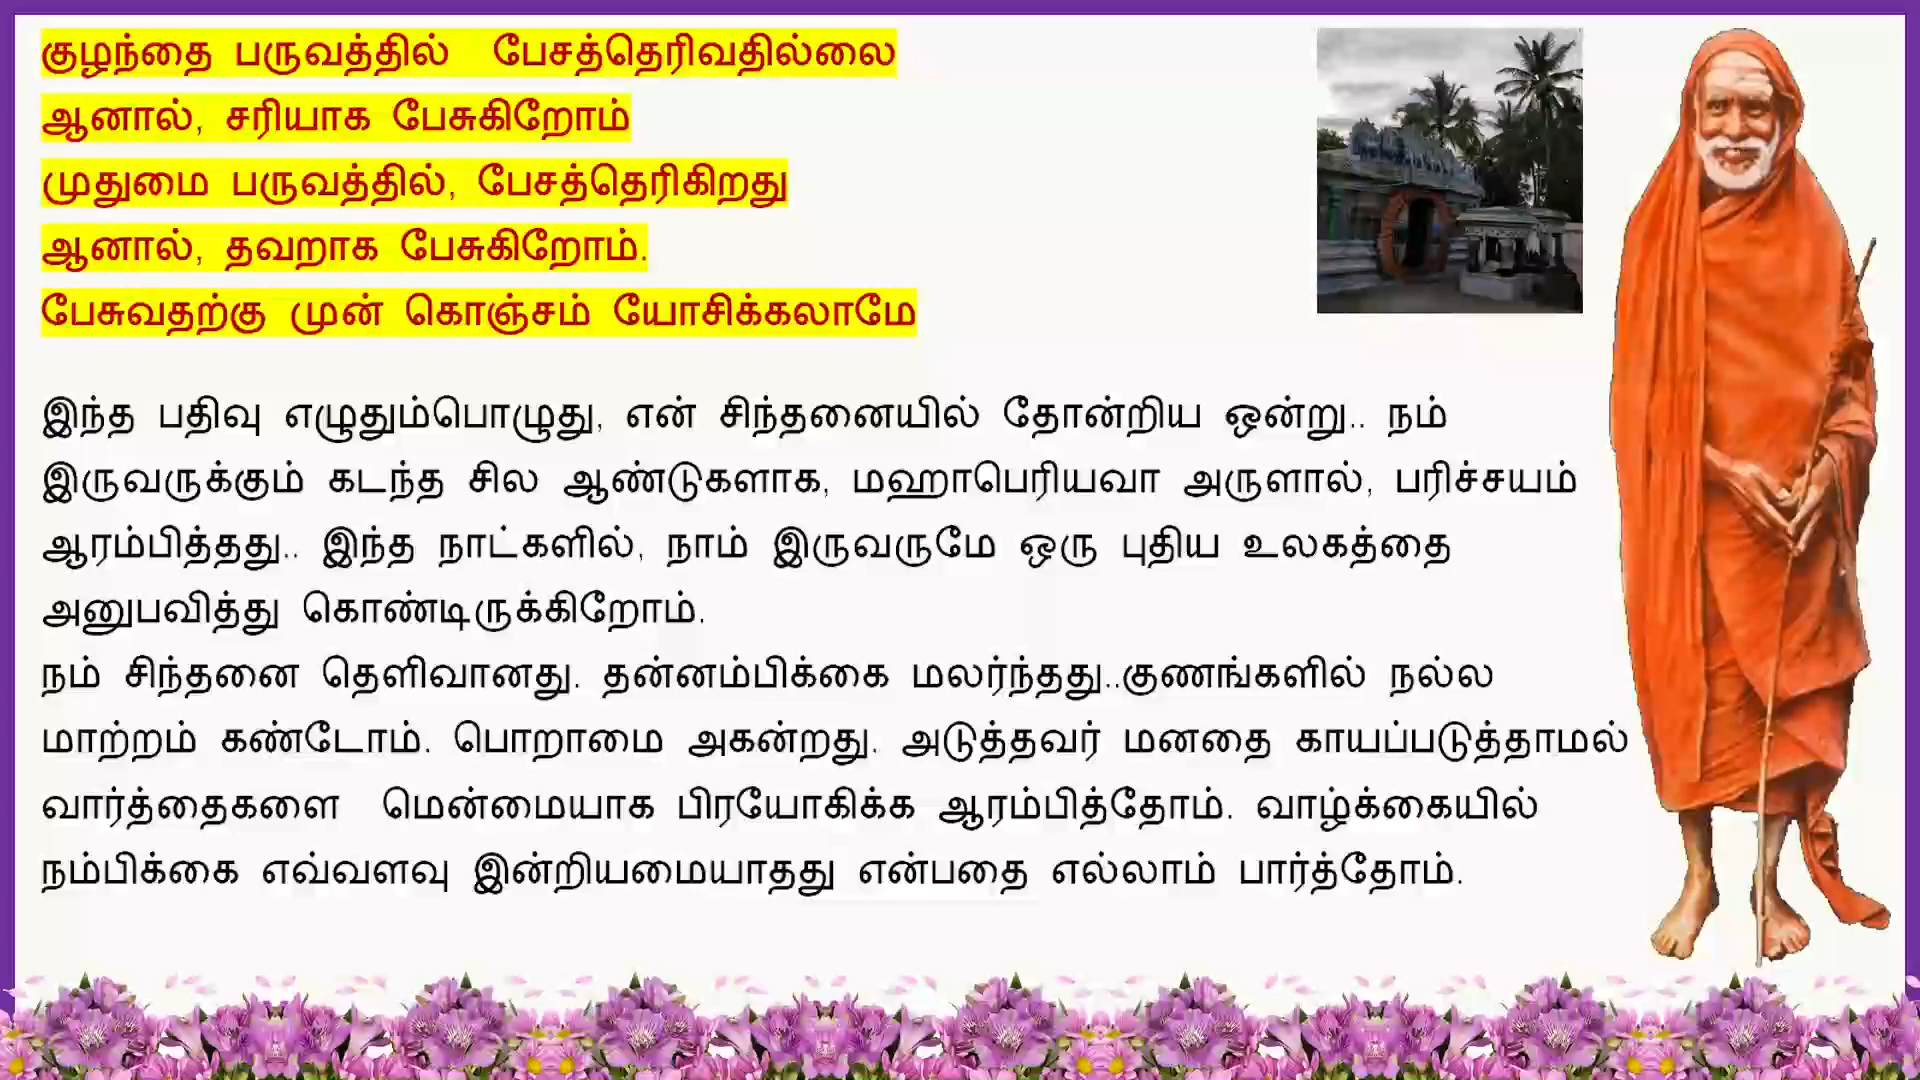 குழந்தை பருவத்தில் பேசத்தெரிவதில்லை
ஆனால், சரியாக பேசுகிறோம்
முதுமை பருவத்தில், பேசத்தெரிகிறது
ஆனால், தவறாக பேசுகிறோம்.
பேசுவதற்கு முன் கொஞ்சம் யோசிக்கலாமே
இந்த பதிவு எழுதும்பொழுது, என் சிந்தனையில் தோன்றிய ஒன்று.. நம்
இருவருக்கும் கடந்த சில ஆண்டுகளாக, மஹாபெரியவா அருளால், பரிச்சயம்
ஆரம்பித்தது.. இந்த நாட்களில், நாம் இருவருமே ஒரு புதிய உலகத்தை
அனுபவித்து கொண்டிருக்கிறோம்.
நம் சிந்தனை தெளிவானது. தன்னம்பிக்கை மலர்ந்தது..குணங்களில் நல்ல
மாற்றம் கண்டோம். பொறாமை அகன்றது. அடுத்தவர் மனதை காயப்படுத்தாமல்
வார்த்தைகளை மென்மையாக பிரயோகிக்க ஆரம்பித்தோம். வாழ்க்கையில்
நம்பிக்கை எவ்வளவு இன்றியமையாதது என்பதை எல்லாம் பார்த்தோம்.